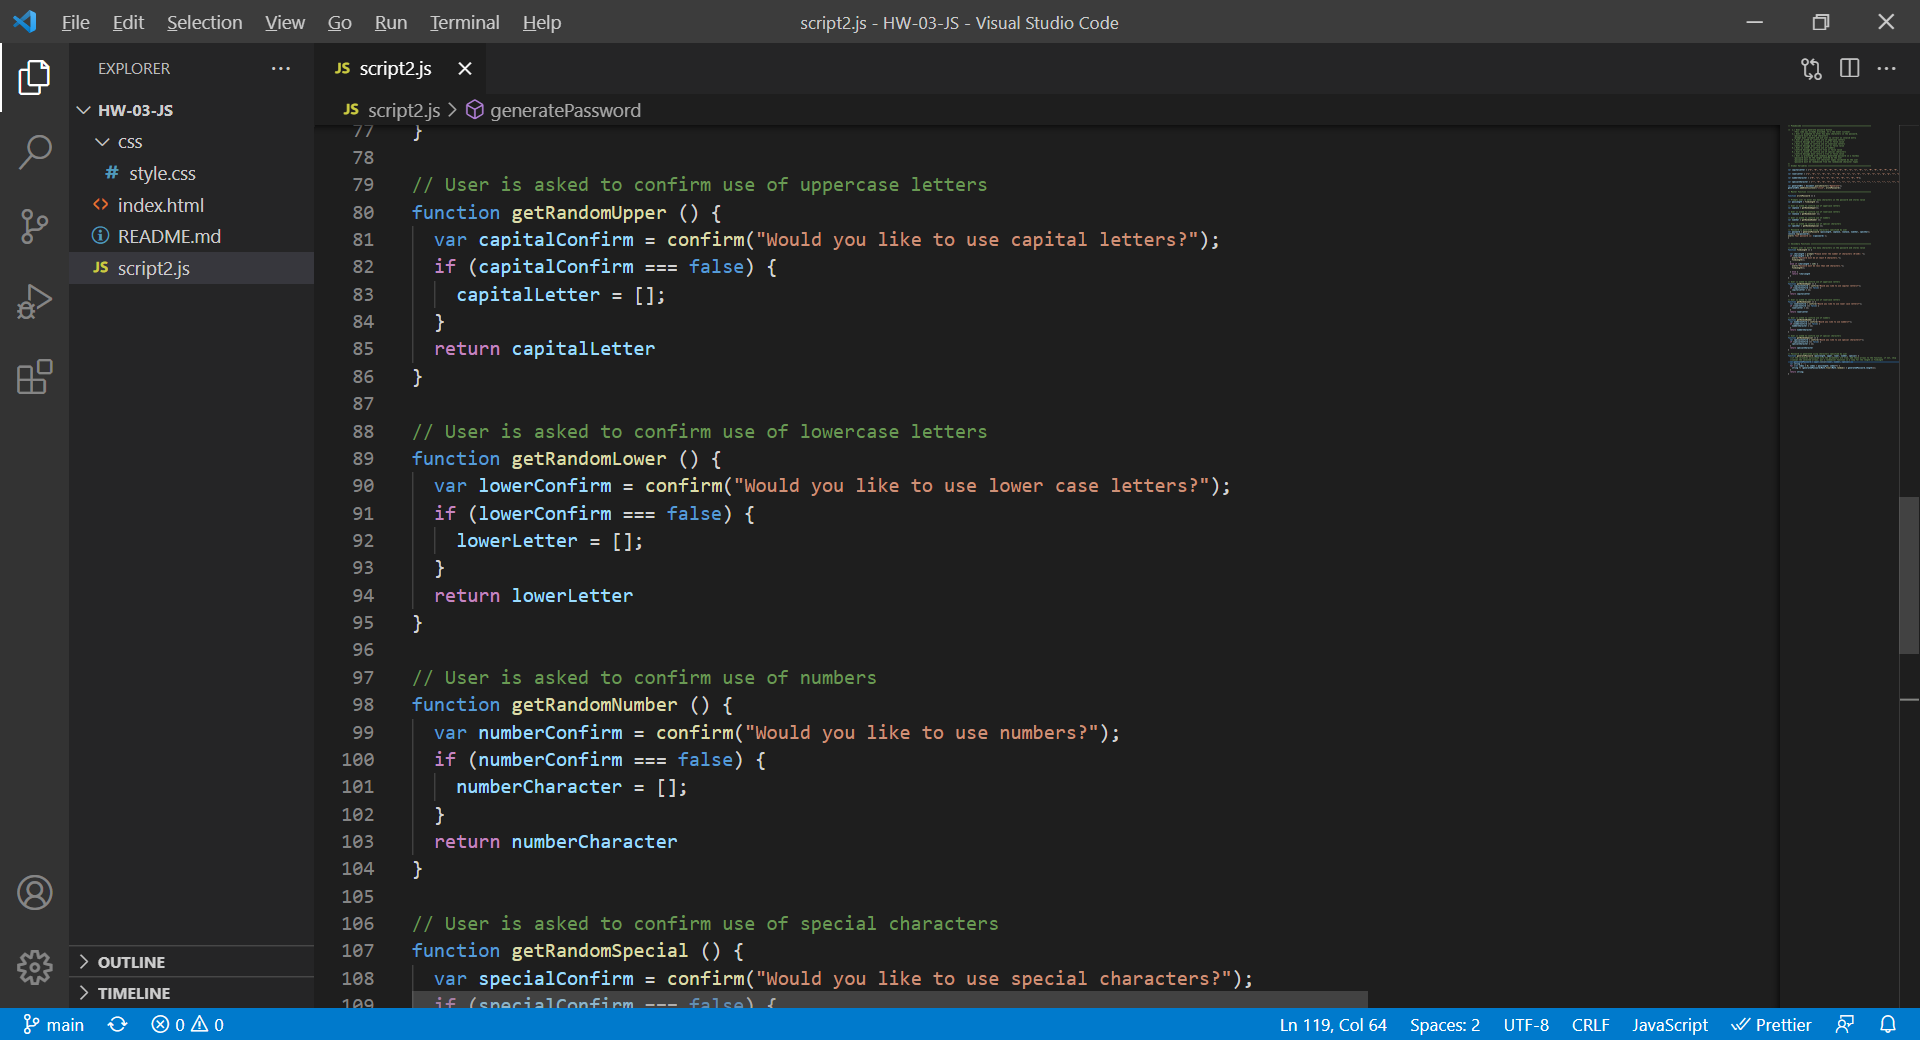 File Edit Selection View Go Run Terminal Help
script2.js - HW-03-JS - Visual Studio Code
EXPLORER
HW-03-JS
css
# style.css
<> index.html
README.md
JS script2.js
OUTLINE
TIMELINE
JS script2.js
JS script2.js > generatePassword
77 }
78
79 // User is asked to confirm use of uppercase letters
80 function getRandomUpper () {
81 var capitalConfirm = confirm("Would you like to use capital letters?");
82 if (capitalConfirm === false) {
83 capitalLetter = [];
84 }
85 return capitalLetter
86 }
87
88 // User is asked to confirm use of lowercase letters
89 function getRandomLower () {
90 var lowerConfirm = confirm("Would you like to use lower case letters?");
91 if (lowerConfirm === false) {
92 lowerLetter = [];
93 }
94 return lowerLetter
95 }
96
97 // User is asked to confirm use of numbers
98 function getRandomNumber () {
99 var numberConfirm = confirm("Would you like to use numbers?");
100 if (numberConfirm === false) {
101 numberCharacter = [];
102 }
103 return numberCharacter
104 }
105
106 // User is asked to confirm use of special characters
107 function getRandomSpecial () {
108 var specialConfirm = confirm("Would you like to use special characters?");
109 if (specialConfirm === false) {
main 0 0 Ln 119, Col 64 Spaces: 2 UTF-8 CRLF JavaScript Prettier